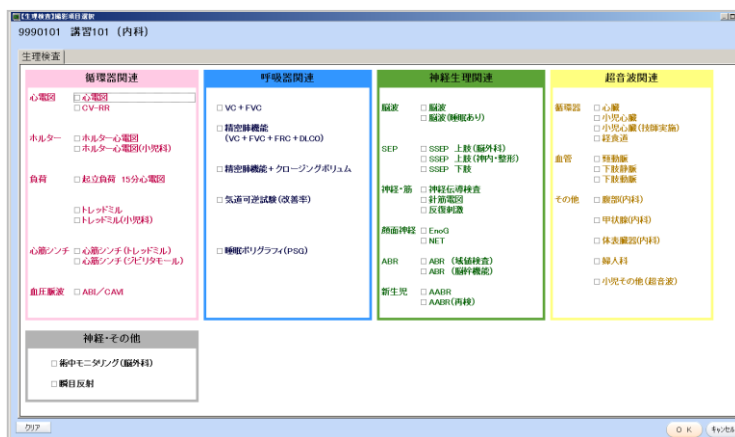 【生理検査】撮影項目選択
9990101 講習101 (内科)
生理検査
循環器関連
心電図 □心電図
□CV-RR
ホルター □ホルター心電図
□ホルター心電図(小児科)
負荷 □起立負荷 15分心電図
□トレッドミル
□トレッドミル(小児科)
心筋シンチ □心筋シンチ(トレッドミル)
□心筋シンチ(ジピリタモール)
血圧脈波 □ABI/CAVI
呼吸器関連
□VC+FVC
□精密肺機能
(VC+FVC+FRC+DLCO)
□精密肺機能+クロージングボリュム
□気道可逆試験(改善率)
□睡眠ポリグラフィ(PSG)
神経生理関連
脳波 □脳波
□脳波(睡眠あり)
SEP □SSEP 上肢(脳外科)
□SSEP 上肢(神内・整形)
□SSEP 下肢
神経・筋 □神経伝導検査
□針筋電図
□反復刺激
顔面神経 □EnoG
□NET
ABR □ABR (域値検査)
□ABR (脳幹機能)
新生児 □AABR
□AABR(再検)
超音波関連
循環器 □心臓
□小児心臓
□小児心臓(技師実施)
□経食道
血管 □頸動脈
□下肢静脈
□下肢動脈
その他 □腹部(内科)
□甲状腺(内科)
□体表臓器(内科)
□婦人科
□小児その他(超音波)
神経・その他
□術中モニタリング(脳外科)
□瞬目反射
クリア
OK
キャンセル